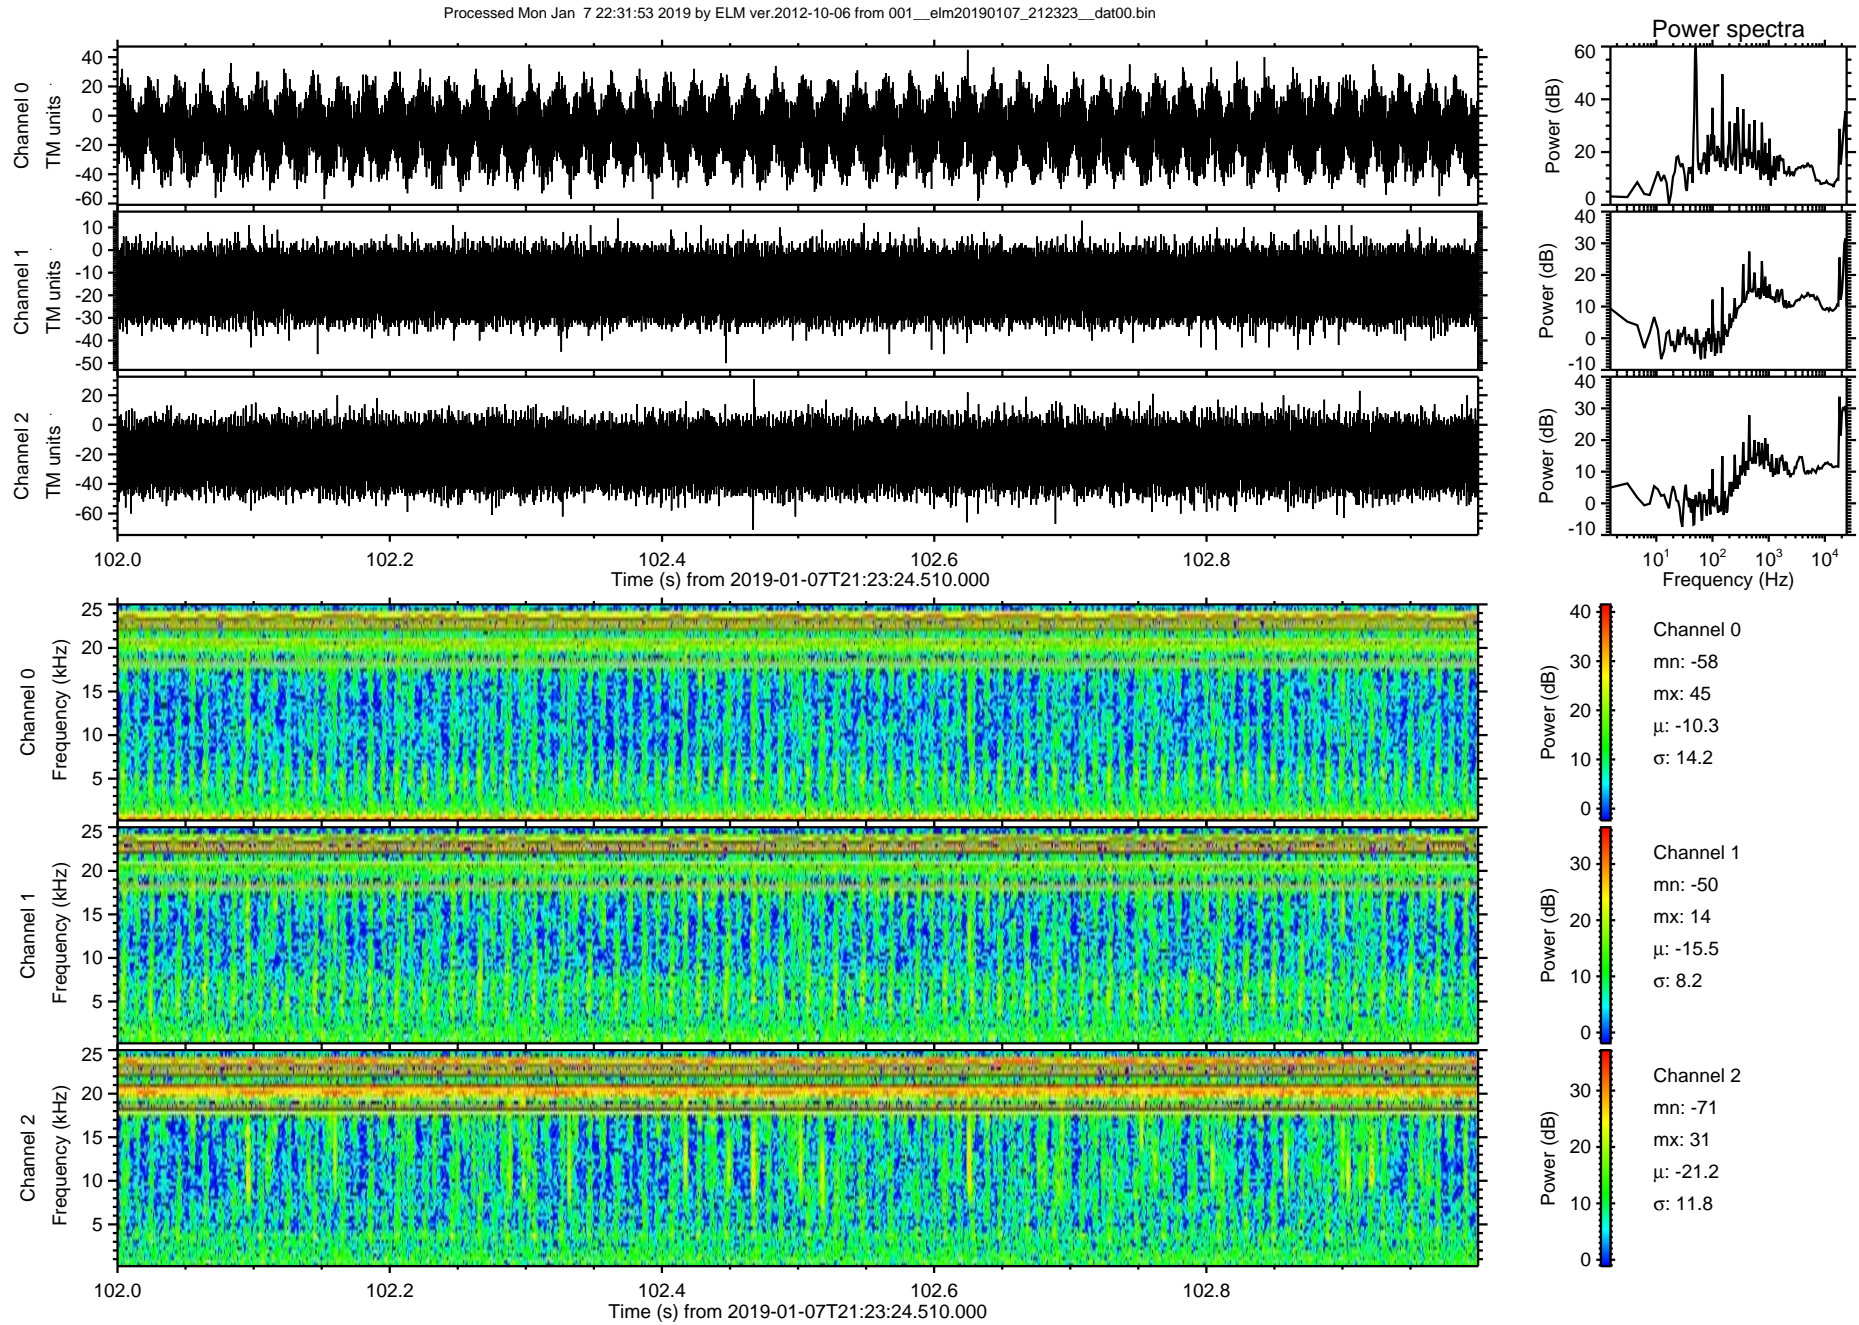 Processed Mon Jan  7 22:31:53 2019 by ELM ver.2012-10-06 from 001__elm20190107_212323__dat00.bin
Power spectra
Channel 0
TM units
40
20
0
-20
-40
-60
Power (dB)
60
40
20
0
Channel 1
TM units
10
0
-10
-20
-30
-40
-50
Power (dB)
40
30
20
10
0
-10
Channel 2
TM units
20
0
-20
-40
-60
Power (dB)
40
30
20
10
0
-10
102.0 102.2 102.4 102.6 102.8
Time (s) from 2019-01-07T21:23:24.510.000
10^1 10^2 10^3 10^4
Frequency (Hz)
Channel 0
Frequency (kHz)
25
20
15
10
5
Power (dB)
40
30
20
10
0
Channel 0
mn: -58
mx: 45
μ: -10.3
σ: 14.2
Channel 1
Frequency (kHz)
25
20
15
10
5
Power (dB)
30
20
10
0
Channel 1
mn: -50
mx: 14
μ: -15.5
σ: 8.2
Channel 2
Frequency (kHz)
25
20
15
10
5
Power (dB)
30
20
10
0
Channel 2
mn: -71
mx: 31
μ: -21.2
σ: 11.8
102.0 102.2 102.4 102.6 102.8
Time (s) from 2019-01-07T21:23:24.510.000